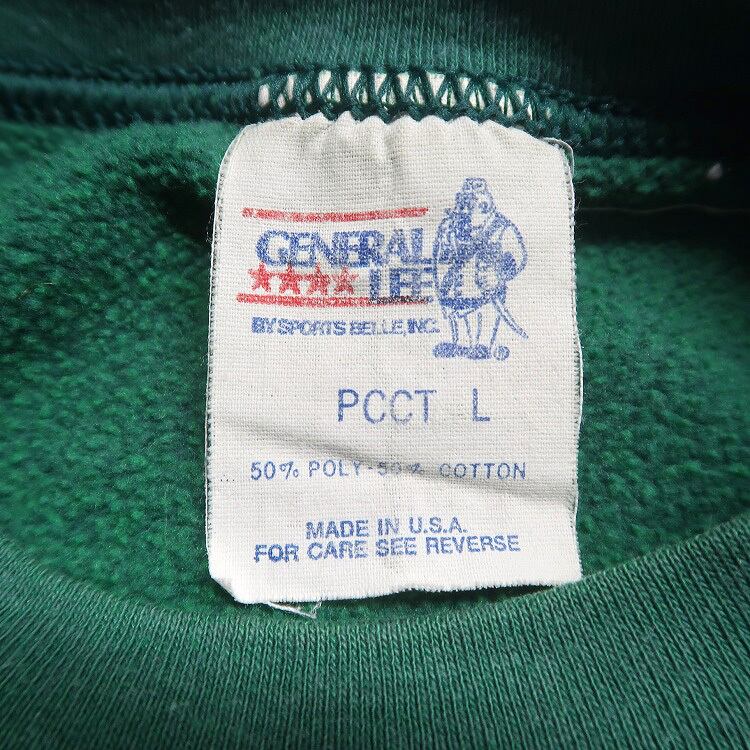 GENERAL
LEE
BY SPORTS BELLE, INC.
PCCT L
50% POLY-50% COTTON
MADE IN U.S.A.
FOR CARE SEE REVERSE